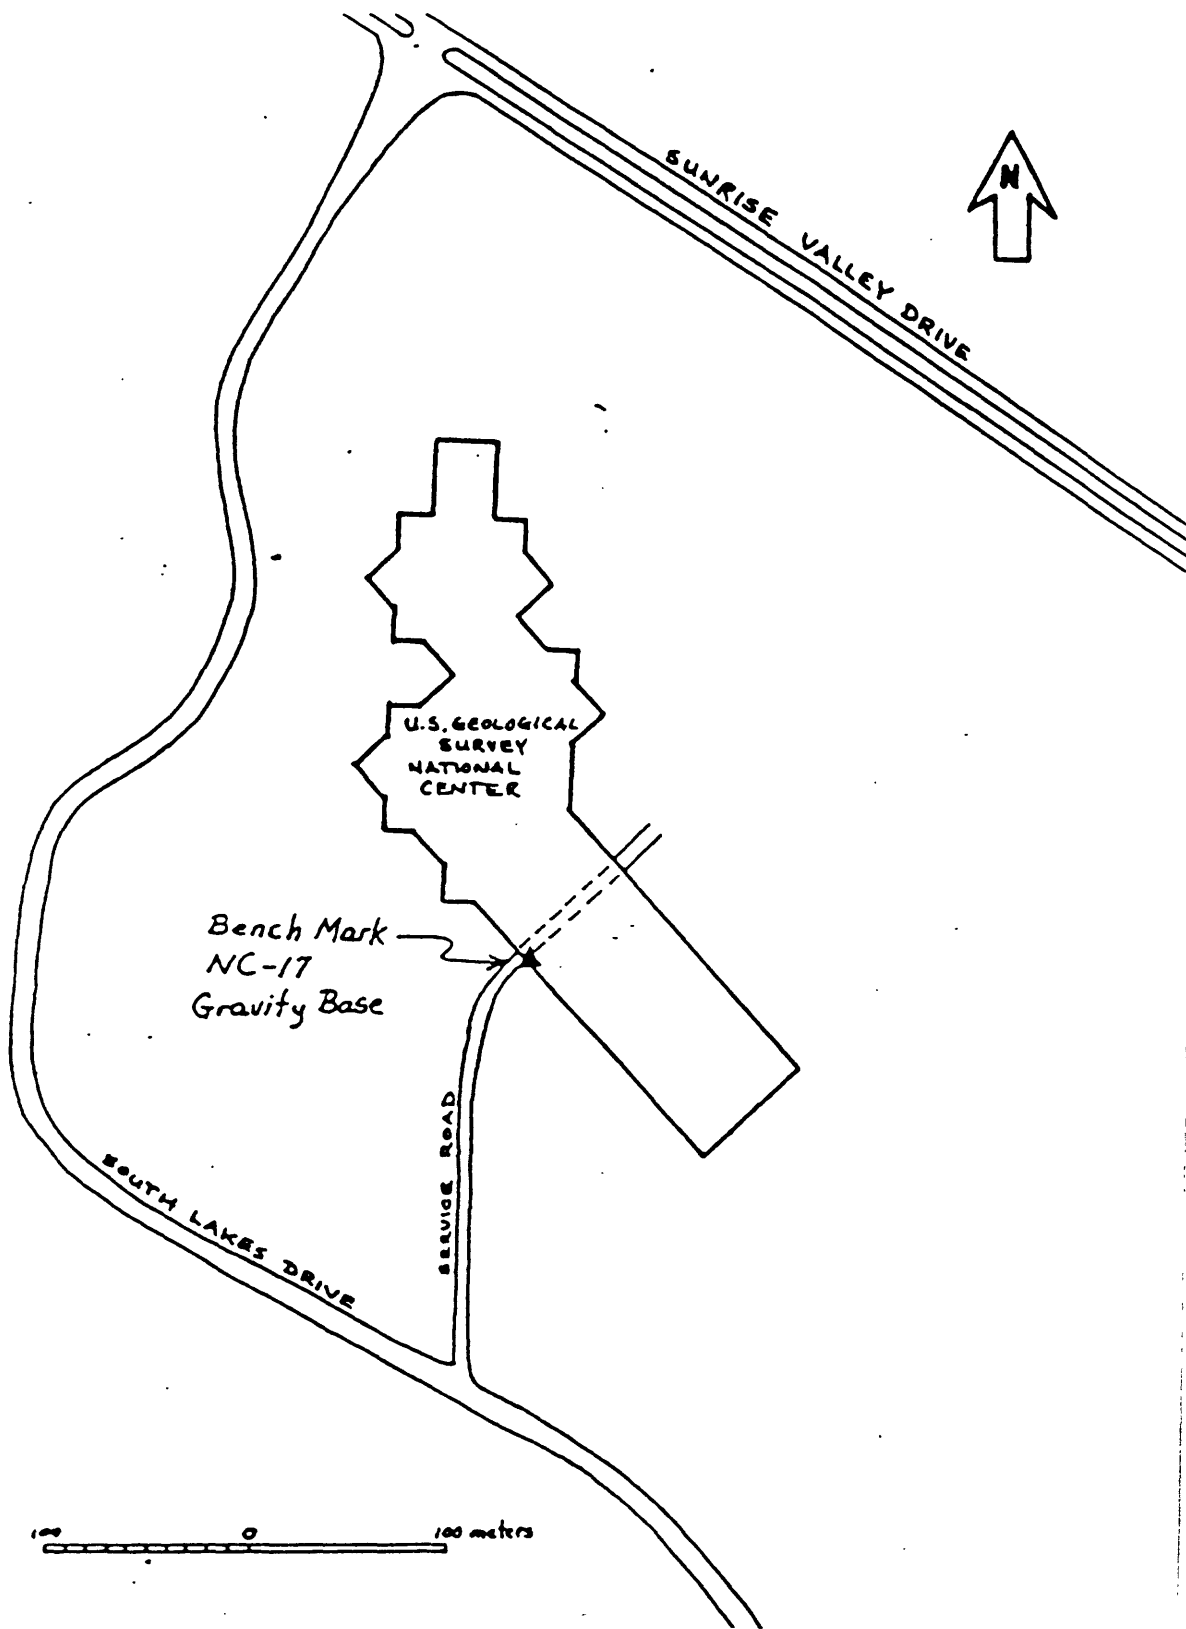 SUNRISE VALLEY DRIVE
N
U.S. GEOLOGICAL
SURVEY
NATIONAL
CENTER
Bench Mark
NC-17
Gravity Base
SERVICE ROAD
SOUTH LAKES DRIVE
100 0 100 meters